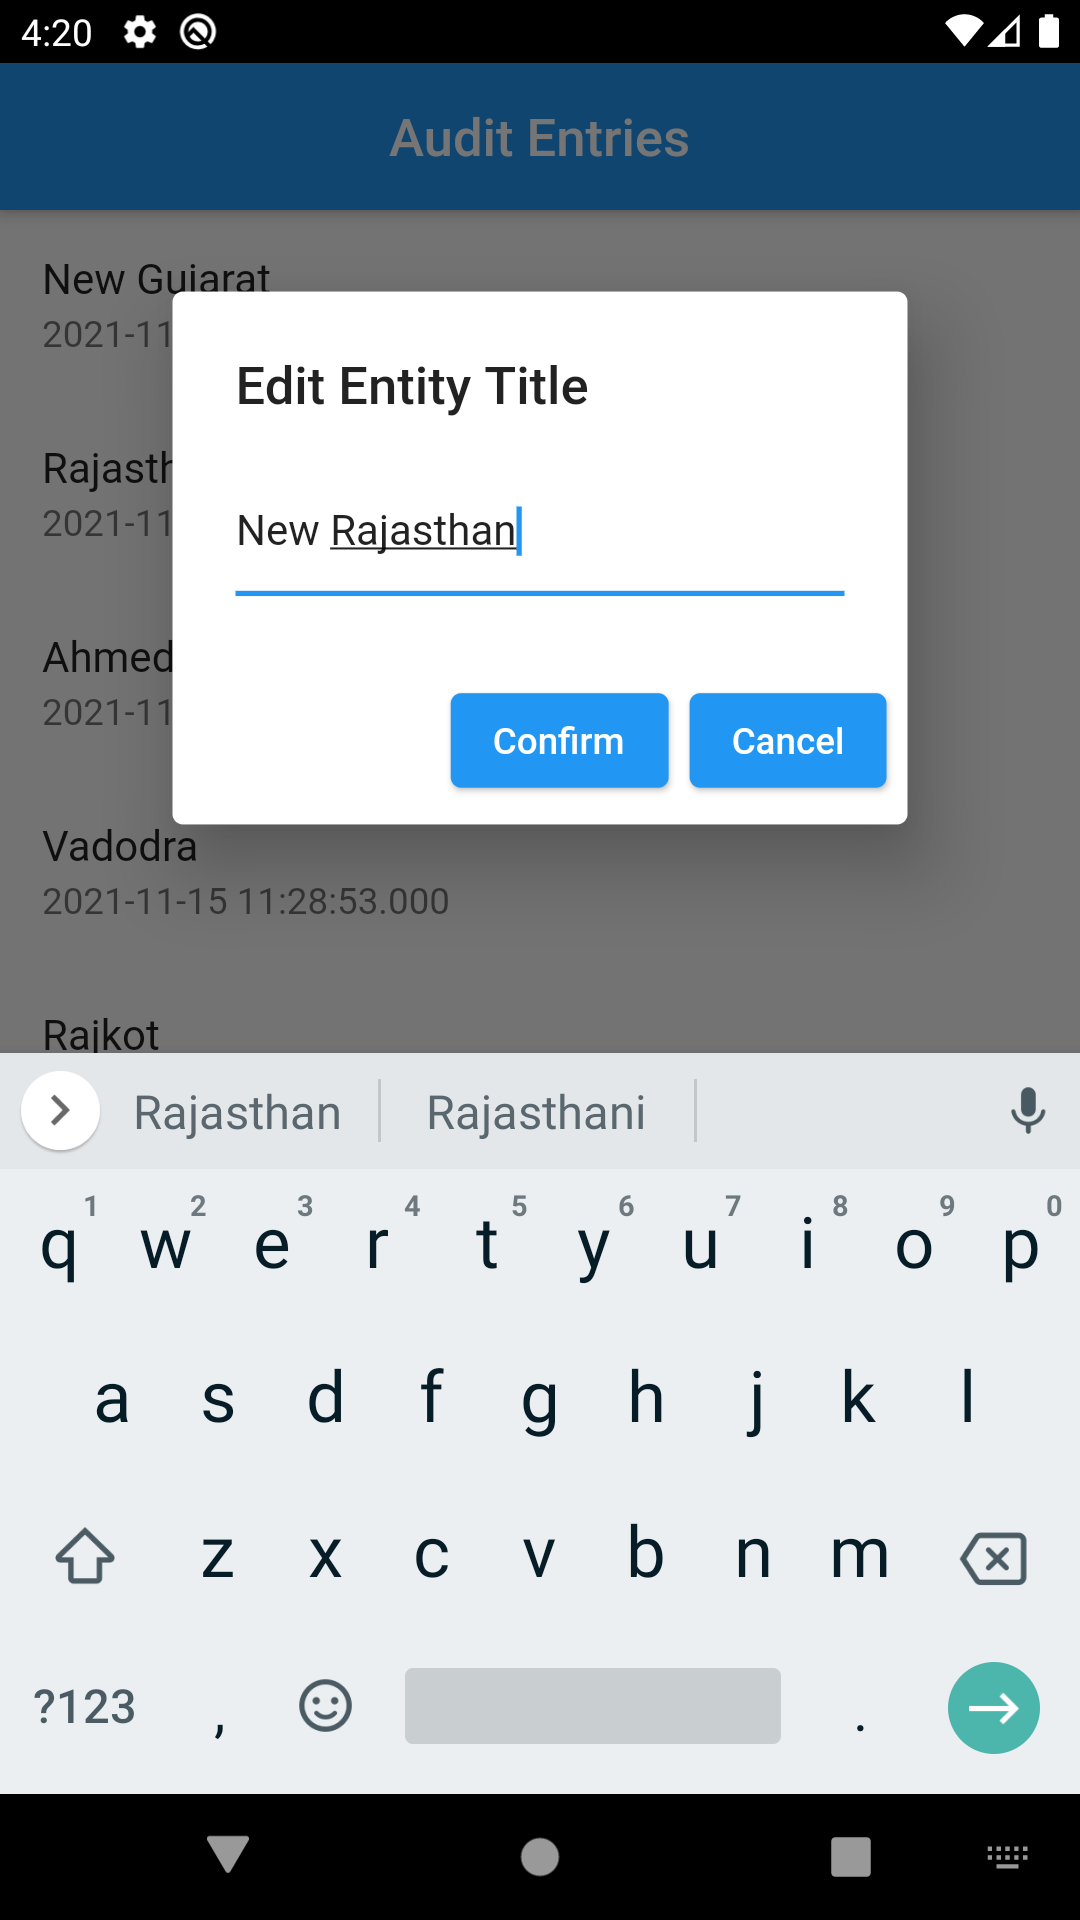 4:20
Audit Entries
New Gujarat
2021-11
Rajasth
2021-11
Ahmed
2021-11
Vadodra
2021-11-15 11:28:53.000
Rajkot
Edit Entity Title
New Rajasthan
Confirm Cancel
Rajasthan Rajasthani
1 2 3 4 5 6 7 8 9 0
q w e r t y u i o p
a s d f g h j k l
z x c v b n m
?123 , .